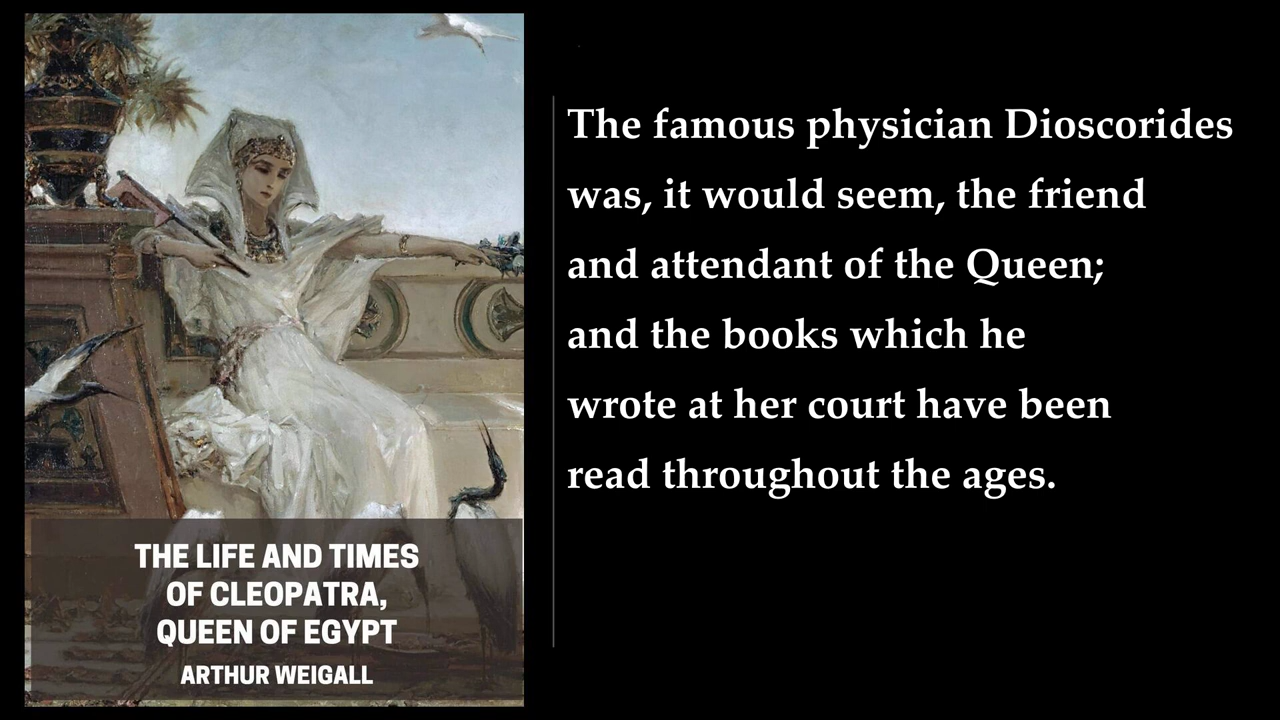 The famous physician Dioscorides
was, it would seem, the friend
and attendant of the Queen;
and the books which he
wrote at her court have been
read throughout the ages.
THE LIFE AND TIMES
OF CLEOPATRA,
QUEEN OF EGYPT
ARTHUR WEIGALL